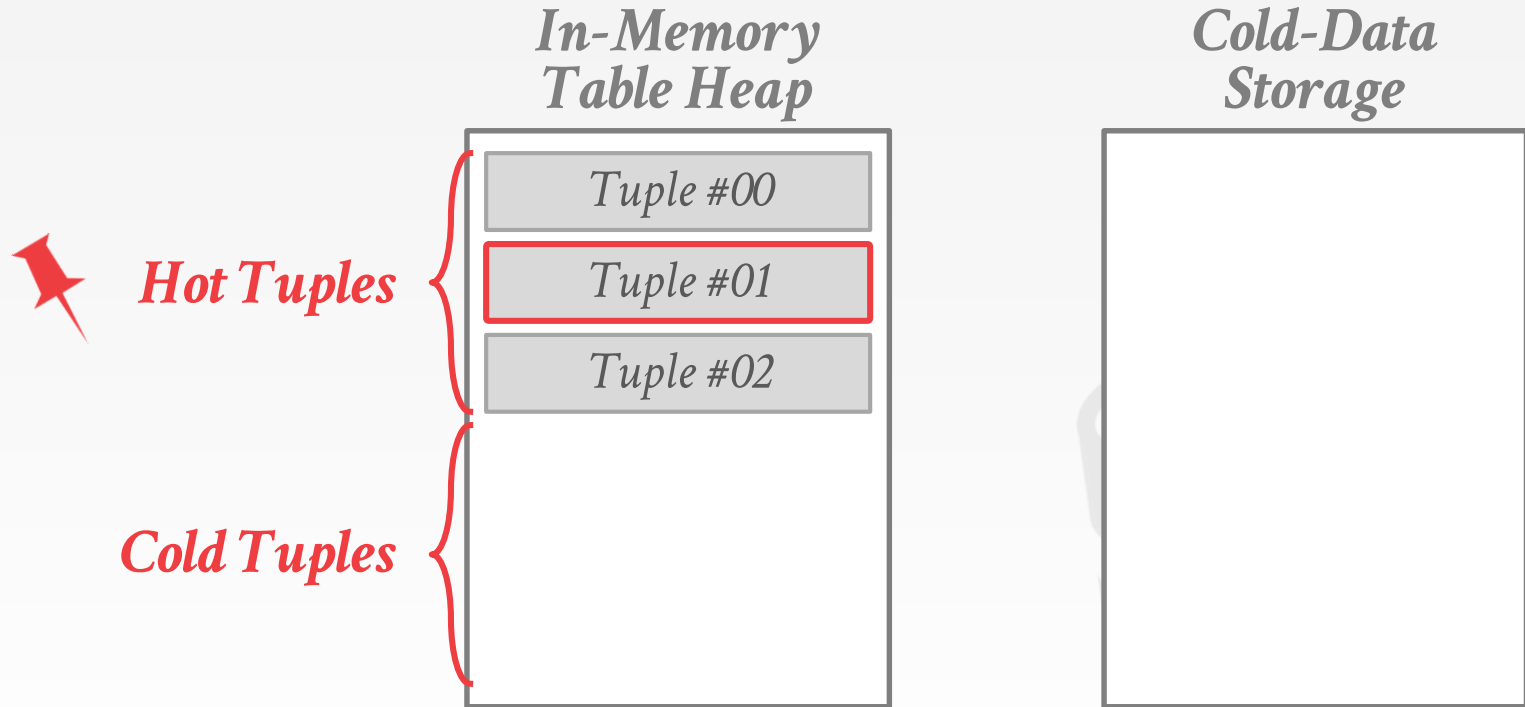 In-Memory
Table Heap
Cold-Data
Storage
Tuple #00
Tuple #01
Tuple #02
Hot Tuples
Cold Tuples